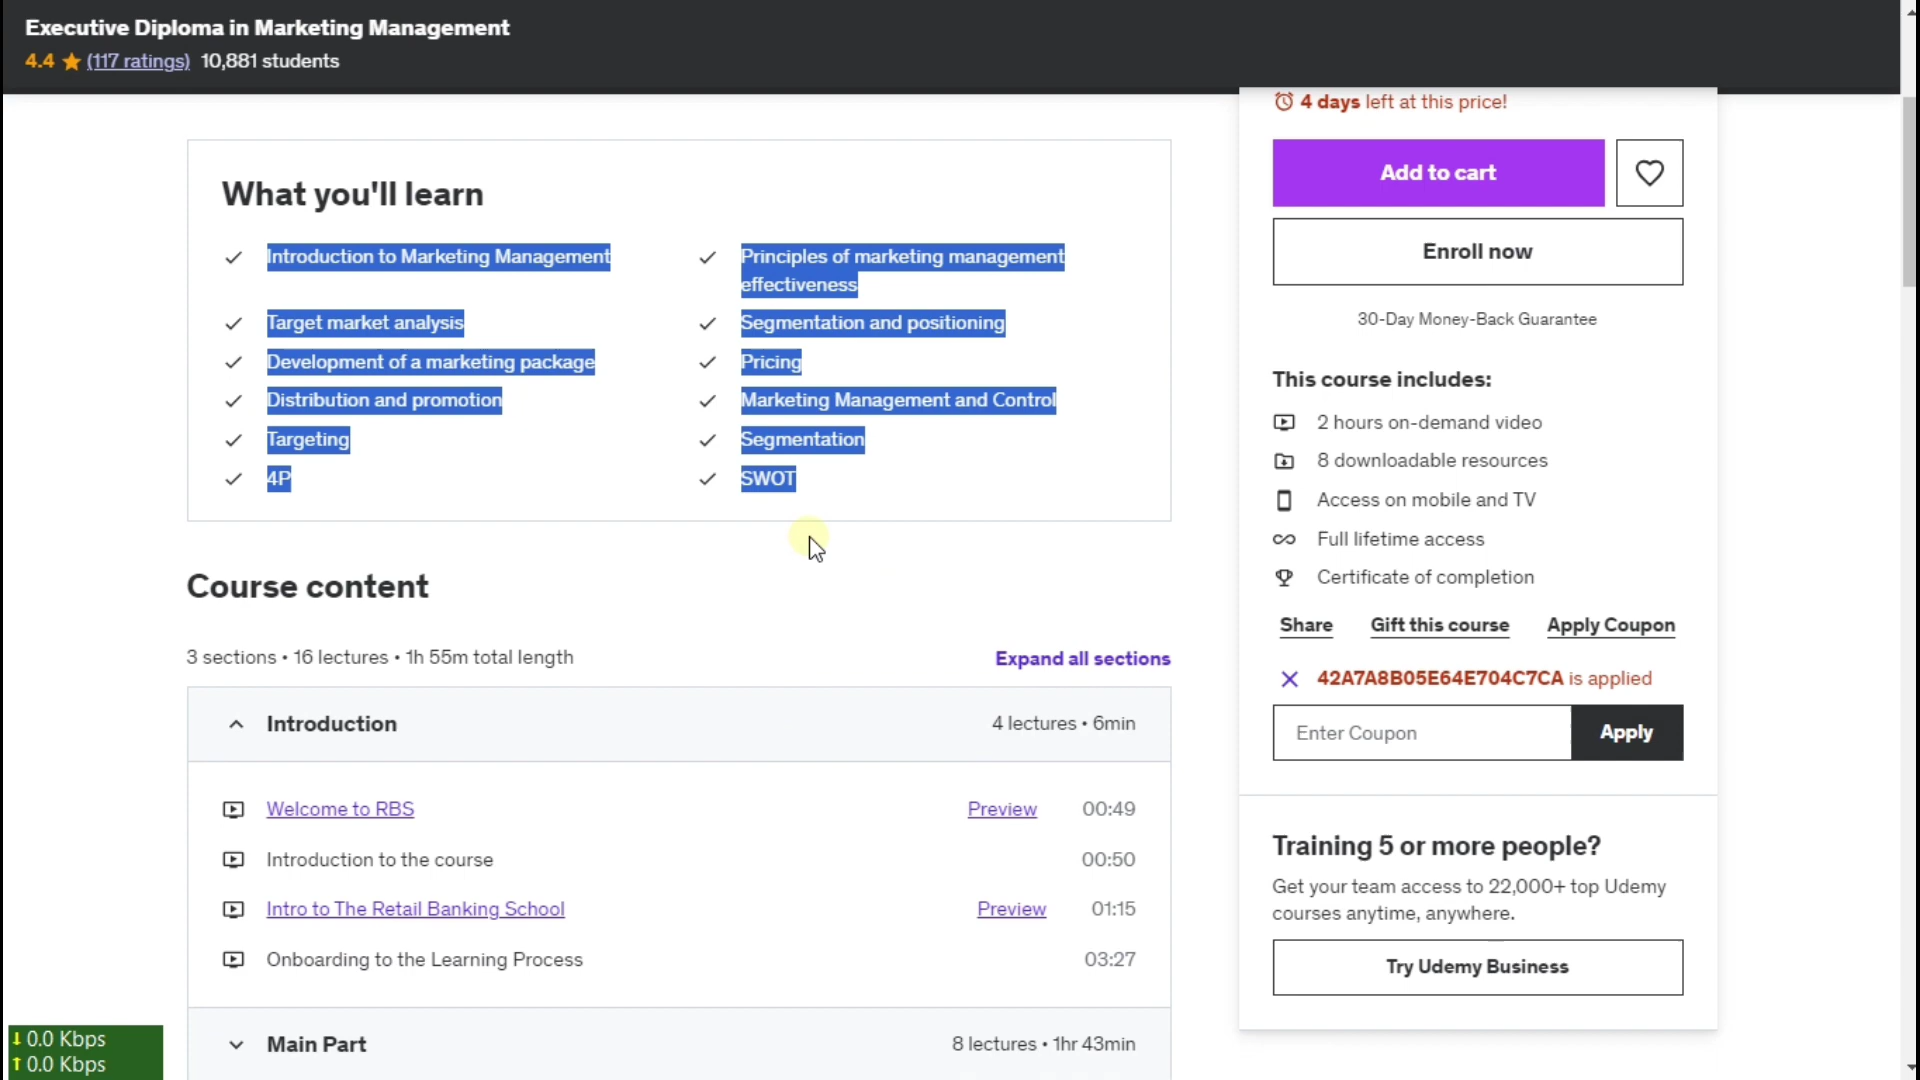 Executive Diploma in Marketing Management
4.4 (117 ratings) 10,881 students
What you'll learn
Introduction to Marketing Management
Principles of marketing management
effectiveness
Target market analysis
Segmentation and positioning
Development of a marketing package
Pricing
Distribution and promotion
Marketing Management and Control
Targeting
Segmentation
4P
SWOT
Course content
3 sections • 16 lectures • 1h 55m total length
Expand all sections
Introduction
4 lectures • 6min
Welcome to RBS
Preview
00:49
Introduction to the course
00:50
Intro to The Retail Banking School
Preview
01:15
Onboarding to the Learning Process
03:27
Main Part
8 lectures • 1hr 43min
4 days left at this price!
Add to cart
Enroll now
30-Day Money-Back Guarantee
This course includes:
2 hours on-demand video
8 downloadable resources
Access on mobile and TV
Full lifetime access
Certificate of completion
Share
Gift this course
Apply Coupon
42A7A8B05E64E704C7CA is applied
Enter Coupon
Apply
Training 5 or more people?
Get your team access to 22,000+ top Udemy
courses anytime, anywhere.
Try Udemy Business
0.0 Kbps
0.0 Kbps